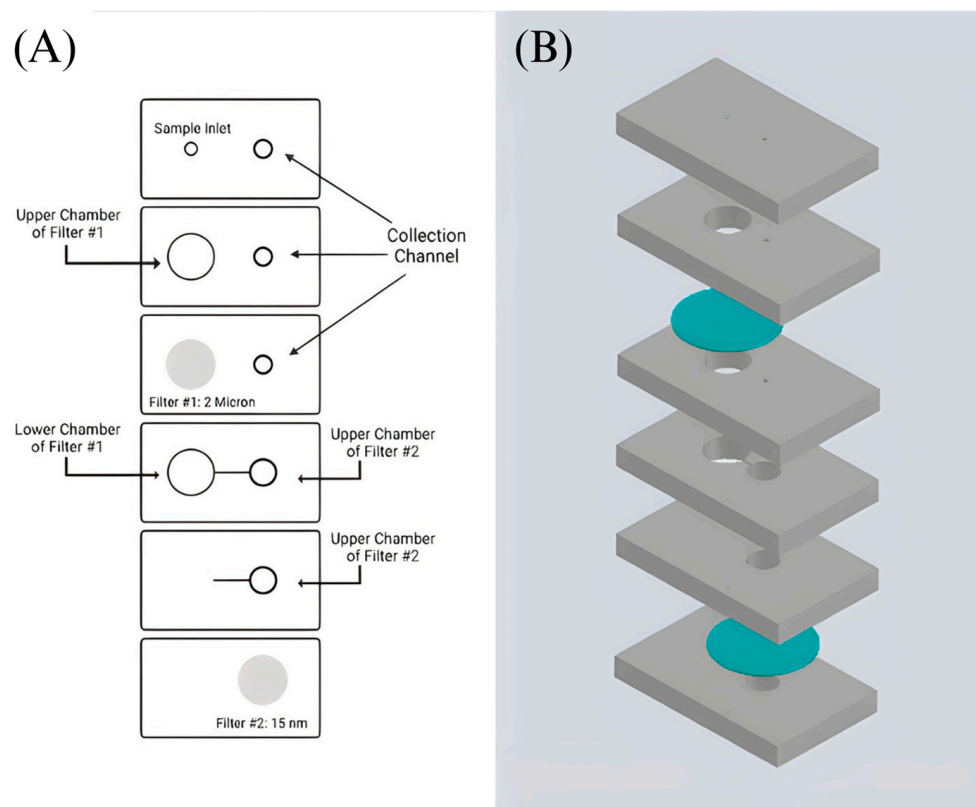 (A)
(B)
Sample Inlet
Upper Chamber
of Filter #1
Collection
Channel
Filter #1: 2 Micron
Lower Chamber
of Filter #1
Upper Chamber
of Filter #2
Upper Chamber
of Filter #2
Filter #2: 15 nm